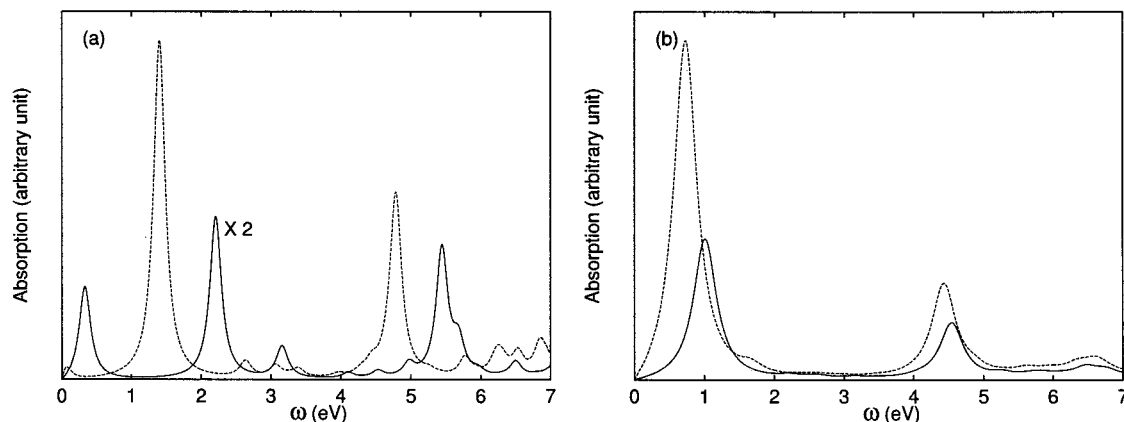 (a)
Absorption (arbitrary unit)
X 2
0 1 2 3 4 5 6 7
ω (eV)
(b)
Absorption (arbitrary unit)
0 1 2 3 4 5 6 7
ω (eV)